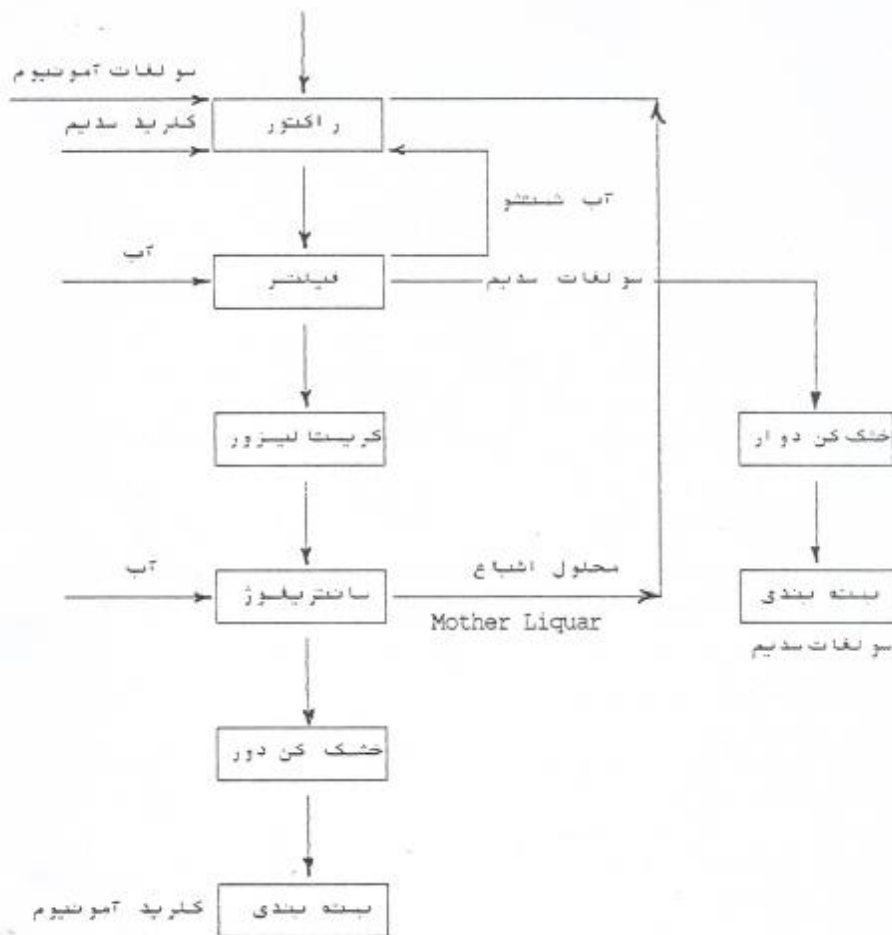 سولفات آمونیوم
راکتور
کلرید سدیم
آب شستشو
آب
فیلتر
سولفات سدیم
کریستالیزور
خشک کن دوار
محلول اشباع
آب
سانتریفوژ
Mother Liquar
بسته بندی
سولفات سدیم
خشک کن دور
بسته بندی
کلرید آمونیوم